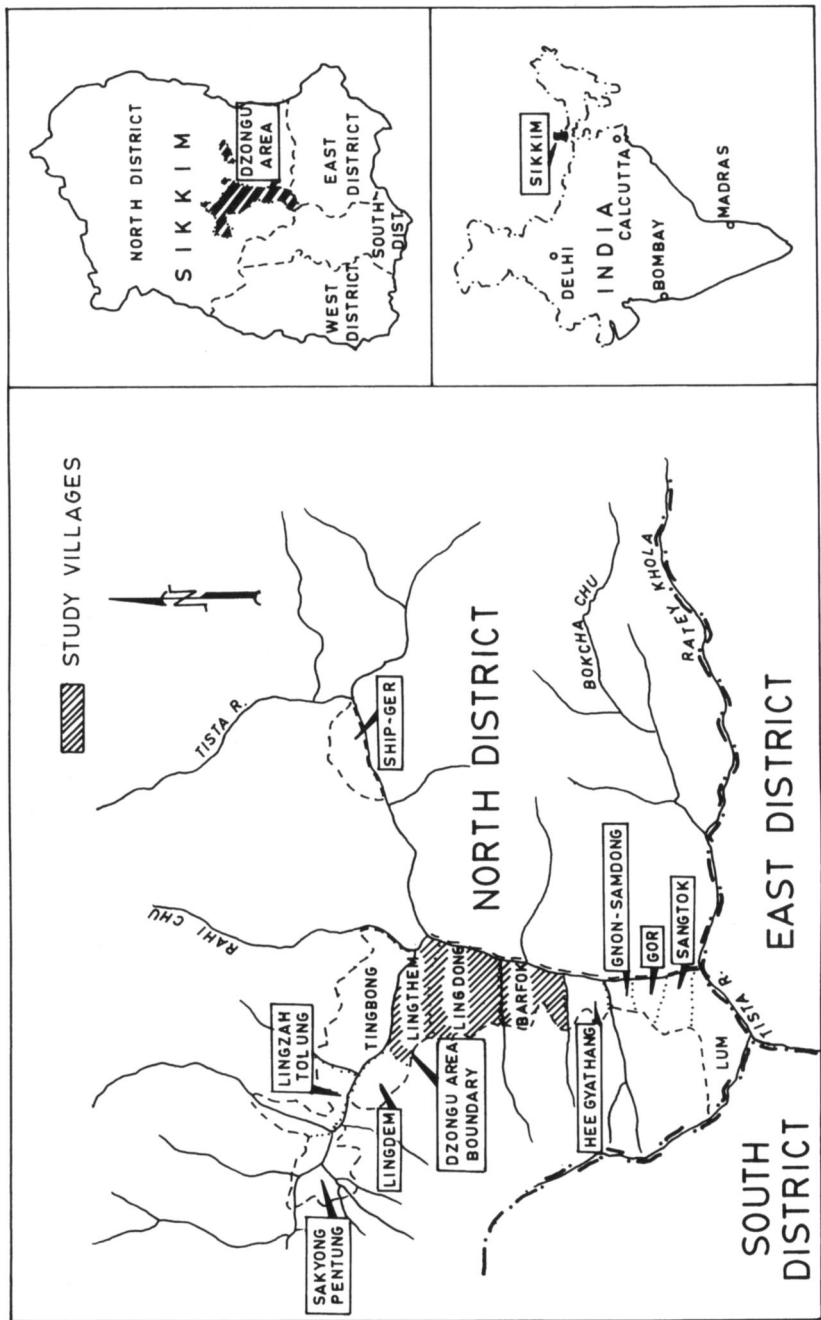 STUDY VILLAGES
TISTA R.
RAHI CHU
SHIP-GER
LINGZAH
TOLUNG
TINGBONG
LINGTHEM
LINGDONG
BARFOK
SAKYONG
PENTUNG
LINGDEM
DZONGU AREA
BOUNDARY
HEE GYATHANG
NORTH DISTRICT
GNON-SAMDONG
GOR
SANGTOK
LUM
BOKCHA CHU
RATEY KHOLA
TISTA R.
SOUTH
DISTRICT
EAST DISTRICT
NORTH DISTRICT
SIKKIM
DZONGU
AREA
WEST
DISTRICT
EAST
DISTRICT
SOUTH
DIST.
SIKKIM
DELHI
INDIA
CALCUTTA
BOMBAY
MADRAS